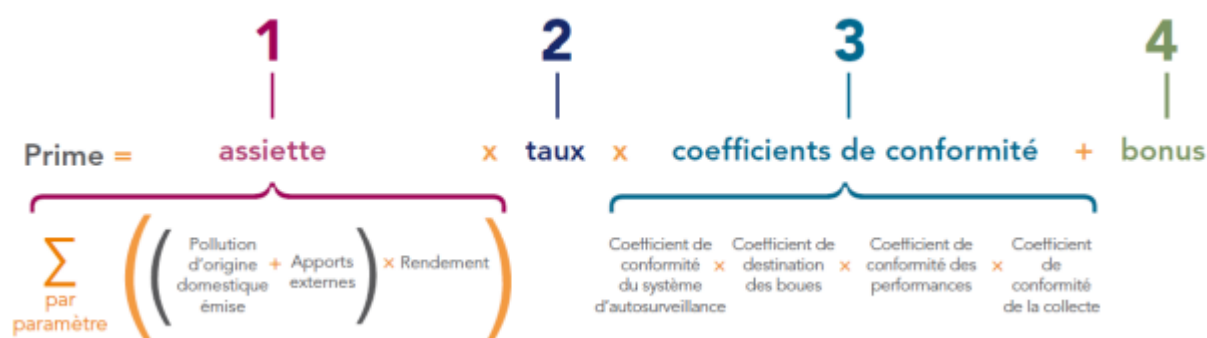 1 2 3 4
Prime = assiette x taux x coefficients de conformité + bonus
∑ par paramètre
( ( Pollution d'origine domestique émise + Apports externes ) x Rendement )
Coefficient de conformité du système d'autosurveillance x Coefficient de destination des boues x Coefficient de conformité des performances x Coefficient de conformité de la collecte